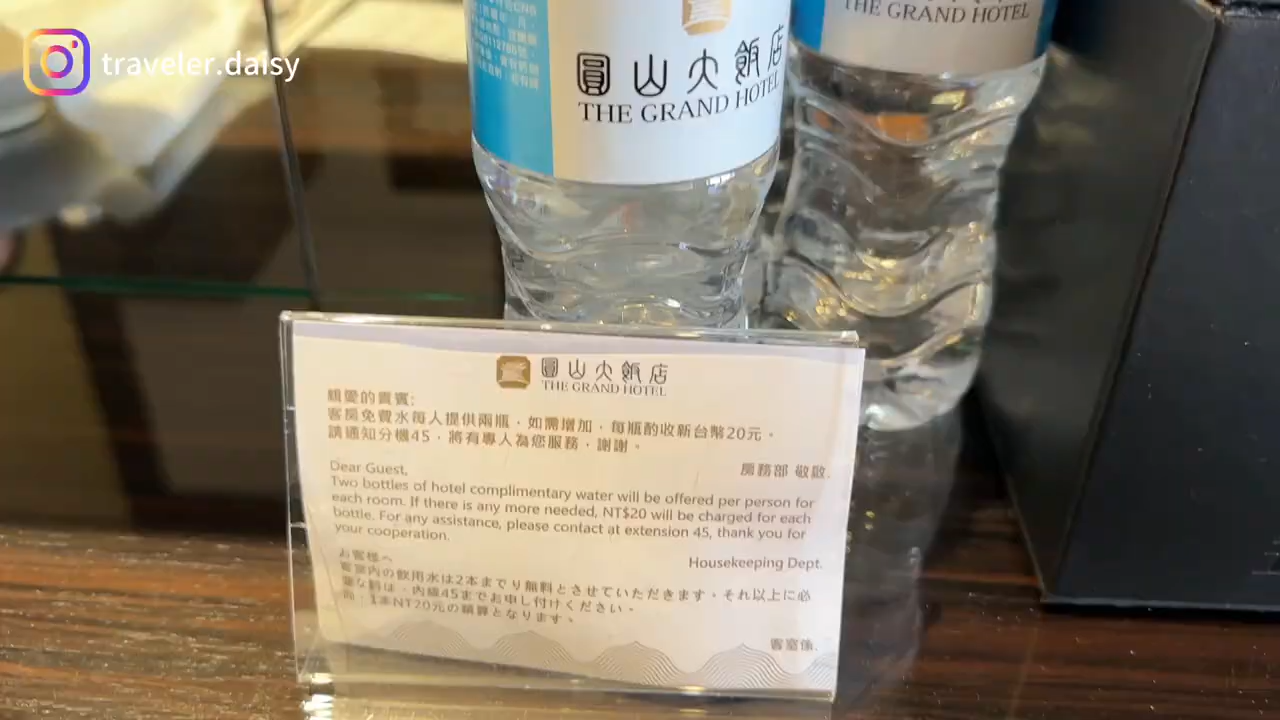 traveler.daisy
圓山大飯店
THE GRAND HOTEL
THE GRAND HOTEL
圓山大飯店
THE GRAND HOTEL
親愛的貴賓:
客房免費水每人提供兩瓶，如需增加，每瓶酌收新台幣20元。
請通知分機45，將有專人為您服務，謝謝。
房務部 敬啟.
Dear Guest,
Two bottles of hotel complimentary water will be offered per person for
each room. If there is any more needed, NT$20 will be charged for each
bottle. For any assistance, please contact at extension 45, thank you for
your cooperation.
Housekeeping Dept.
お客様へ
客室内の飲用水は2本までり無料とさせていただきます。それ以上に必
要な料は、内線45までお申し付けください。
尚，1本NT20元の精算となります、
客室係.